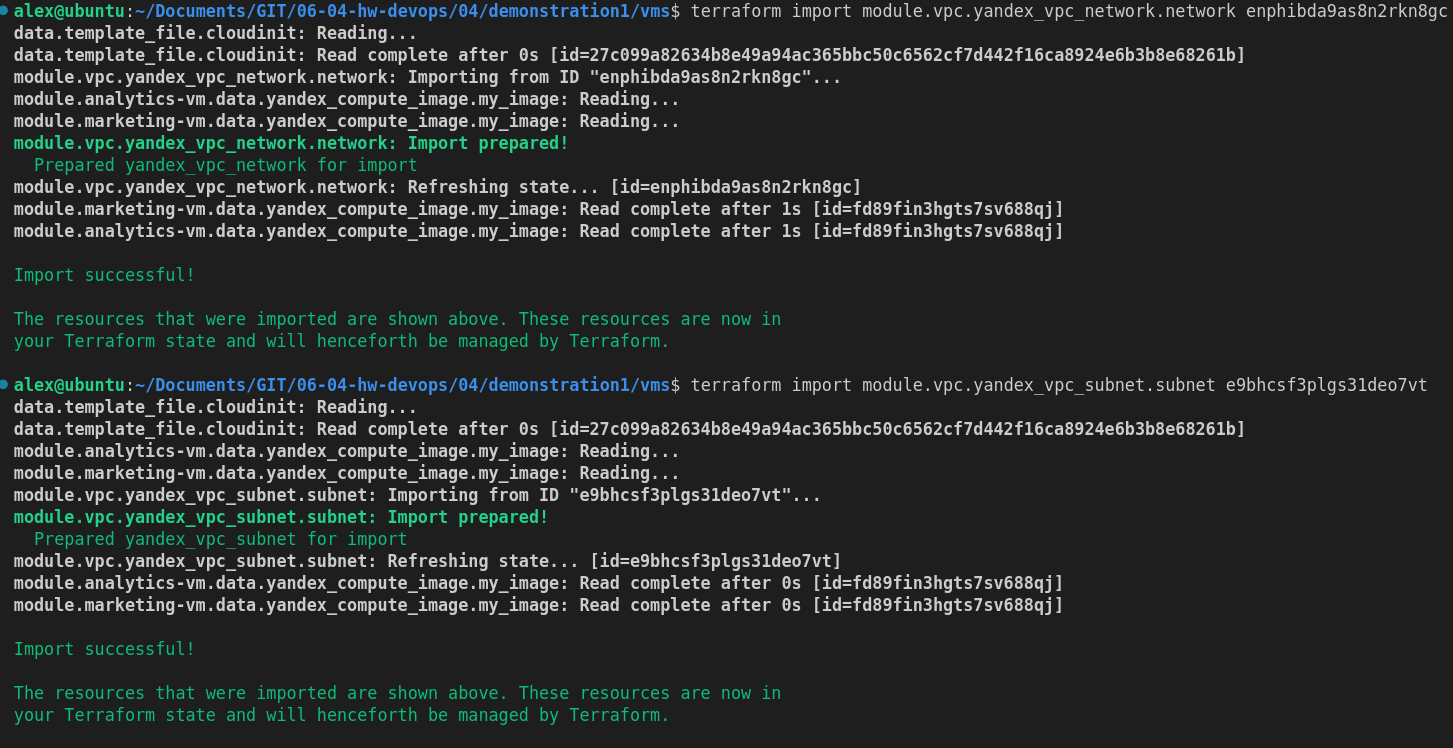 alex@ubuntu:~/Documents/GIT/06-04-hw-devops/04/demonstration1/vms$ terraform import module.vpc.yandex_vpc_network.network enphibda9as8n2rkn8gc
data.template_file.cloudinit: Reading...
data.template_file.cloudinit: Read complete after 0s [id=27c099a82634b8e49a94ac365bbc50c6562cf7d442f16ca8924e6b3b8e68261b]
module.vpc.yandex_vpc_network.network: Importing from ID "enphibda9as8n2rkn8gc"...
module.analytics-vm.data.yandex_compute_image.my_image: Reading...
module.marketing-vm.data.yandex_compute_image.my_image: Reading...
module.vpc.yandex_vpc_network.network: Import prepared!
  Prepared yandex_vpc_network for import
module.vpc.yandex_vpc_network.network: Refreshing state... [id=enphibda9as8n2rkn8gc]
module.marketing-vm.data.yandex_compute_image.my_image: Read complete after 1s [id=fd89fin3hgts7sv688qj]
module.analytics-vm.data.yandex_compute_image.my_image: Read complete after 1s [id=fd89fin3hgts7sv688qj]
Import successful!
The resources that were imported are shown above. These resources are now in
your Terraform state and will henceforth be managed by Terraform.
alex@ubuntu:~/Documents/GIT/06-04-hw-devops/04/demonstration1/vms$ terraform import module.vpc.yandex_vpc_subnet.subnet e9bhcsf3plgs31deo7vt
data.template_file.cloudinit: Reading...
data.template_file.cloudinit: Read complete after 0s [id=27c099a82634b8e49a94ac365bbc50c6562cf7d442f16ca8924e6b3b8e68261b]
module.analytics-vm.data.yandex_compute_image.my_image: Reading...
module.marketing-vm.data.yandex_compute_image.my_image: Reading...
module.vpc.yandex_vpc_subnet.subnet: Importing from ID "e9bhcsf3plgs31deo7vt"...
module.vpc.yandex_vpc_subnet.subnet: Import prepared!
  Prepared yandex_vpc_subnet for import
module.vpc.yandex_vpc_subnet.subnet: Refreshing state... [id=e9bhcsf3plgs31deo7vt]
module.analytics-vm.data.yandex_compute_image.my_image: Read complete after 0s [id=fd89fin3hgts7sv688qj]
module.marketing-vm.data.yandex_compute_image.my_image: Read complete after 0s [id=fd89fin3hgts7sv688qj]
Import successful!
The resources that were imported are shown above. These resources are now in
your Terraform state and will henceforth be managed by Terraform.